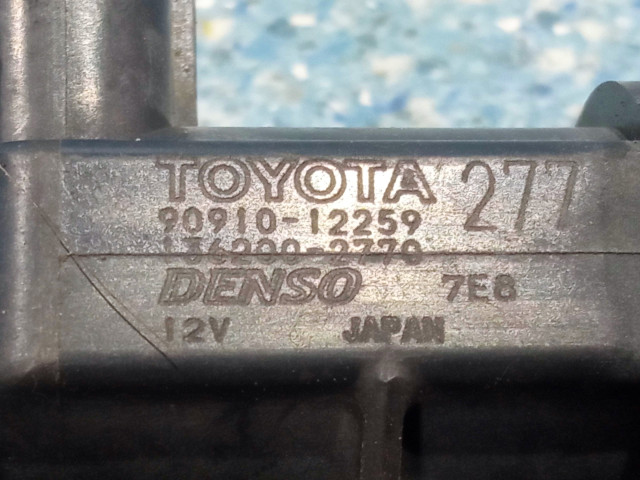 TOYOTA 277
90910-12259
136200-2770
DENSO 7E8
12V JAPAN